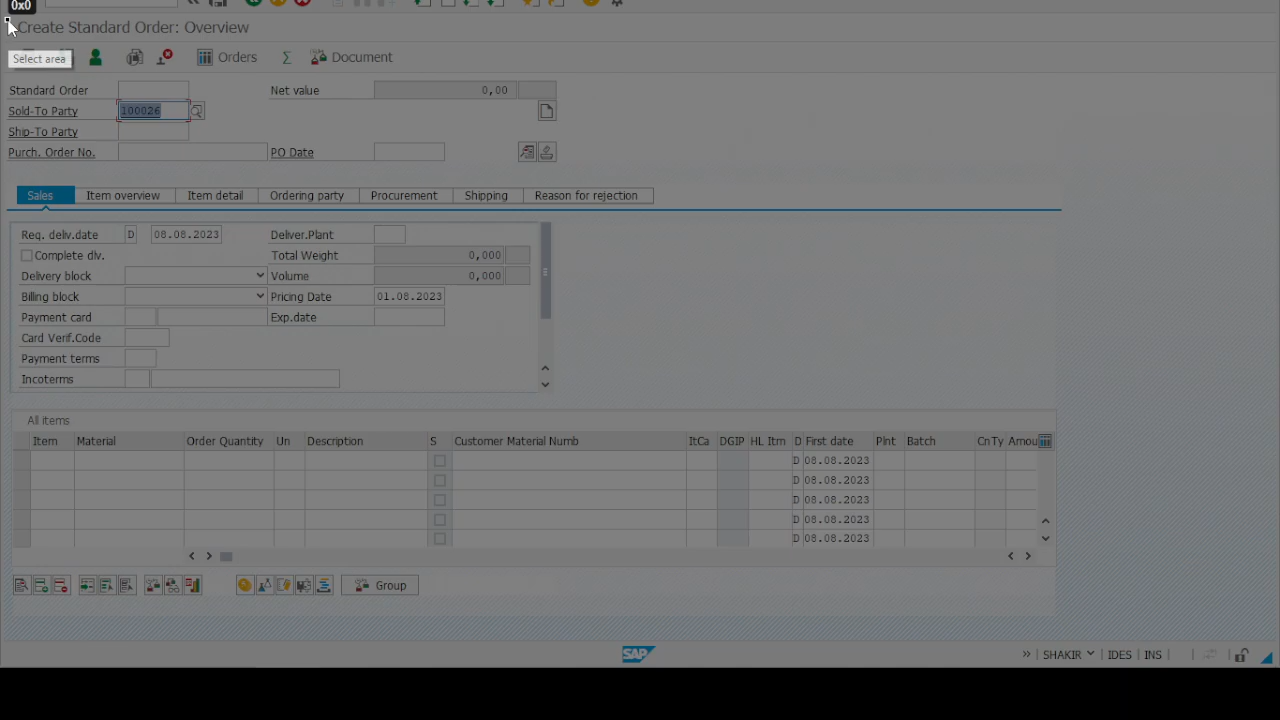 0x0
Create Standard Order: Overview
Select area
Orders
Document
Standard Order
Net value
0,00
Sold-To Party
100026
Ship-To Party
Purch. Order No.
PO Date
Sales
Item overview
Item detail
Ordering party
Procurement
Shipping
Reason for rejection
Req. deliv.date
D
08.08.2023
Deliver.Plant
Complete dlv.
Total Weight
0,000
Delivery block
Volume
0,000
Billing block
Pricing Date
01.08.2023
Payment card
Exp.date
Card Verif.Code
Payment terms
Incoterms
All items
Item Material Order Quantity Un Description S Customer Material Numb ItCa DGIP HL Itm D First date Plnt Batch CnTy Amou
D 08.08.2023
D 08.08.2023
D 08.08.2023
D 08.08.2023
D 08.08.2023
Group
SAP
SHAKIR
IDES
INS